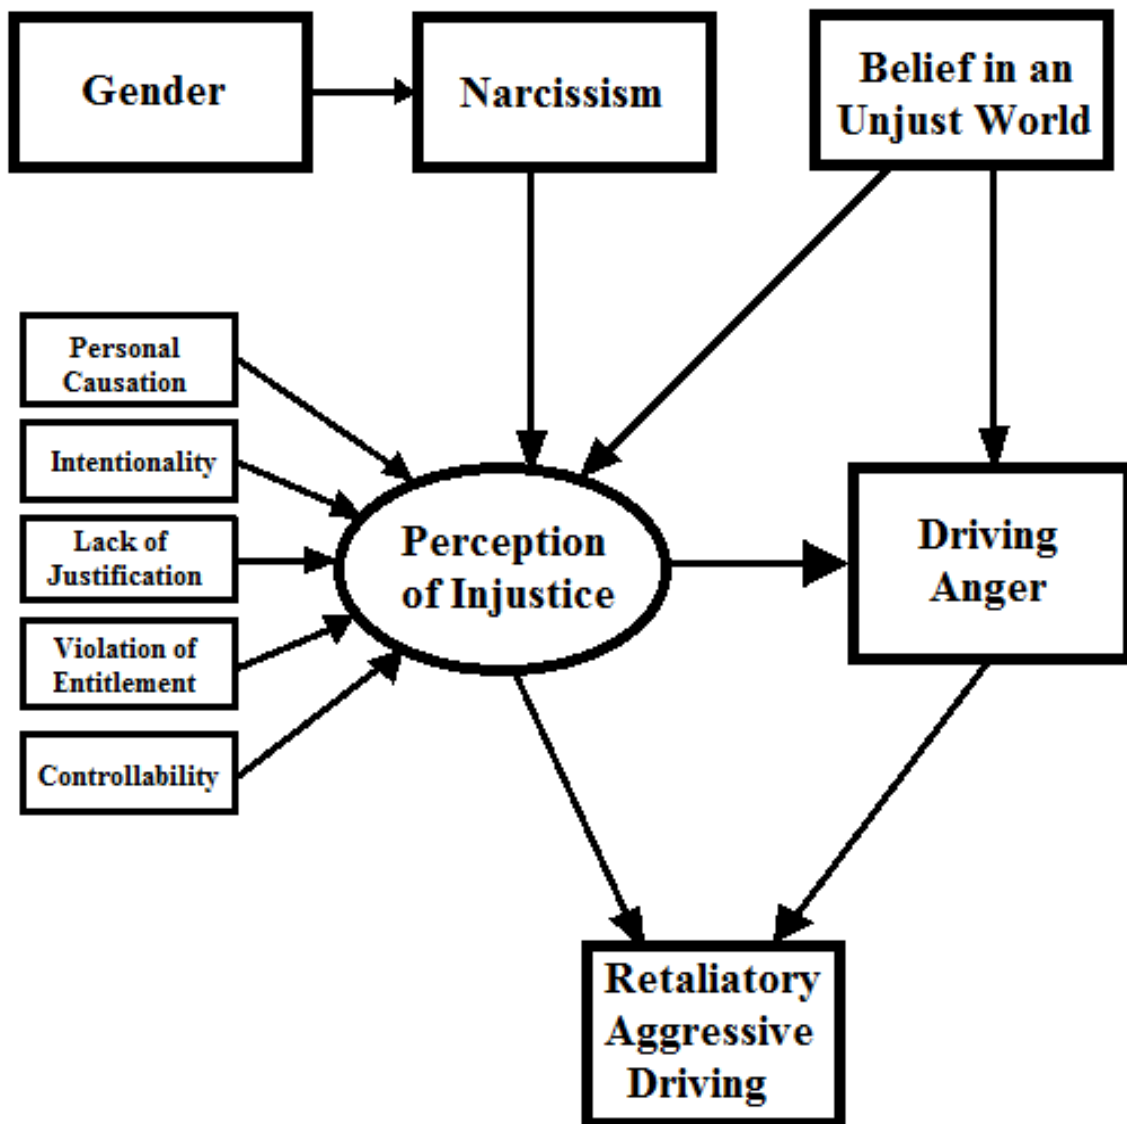 Gender
Narcissism
Belief in an
Unjust World
Personal
Causation
Intentionality
Lack of
Justification
Violation of
Entitlement
Controllability
Perception
of Injustice
Driving
Anger
Retaliatory
Aggressive
Driving